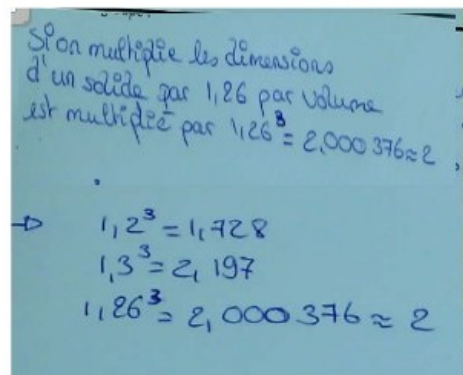 Si on multiplie les dimensions
d'un solide par 1,26 par volume
est multiplié par 1,26³ = 2,000 376 ≈ 2
→ 1,2³ = 1,728
1,3³ = 2,197
1,26³ = 2,000 376 ≈ 2